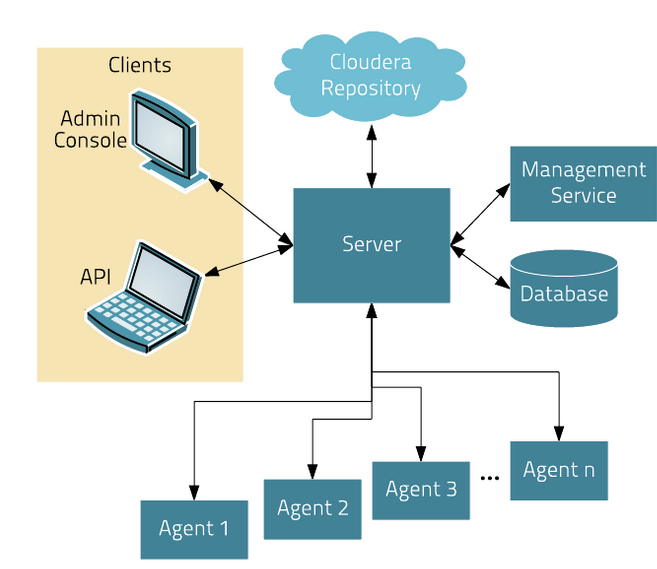 Clients
Cloudera
Repository
Admin
Console
Management
Service
Server
API
Database
Agent 1
Agent 2
Agent 3
...
Agent n